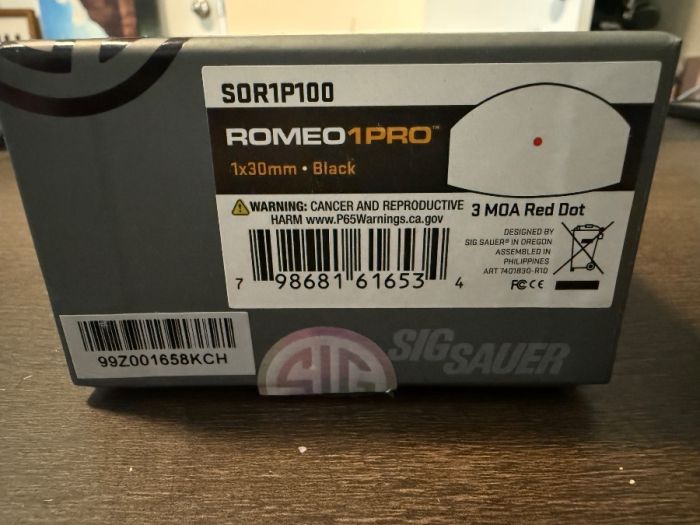 SOR1P100
ROMEO1PRO™
1x30mm • Black
⚠WARNING: CANCER AND REPRODUCTIVE
HARM www.P65Warnings.ca.gov
3 MOA Red Dot
DESIGNED BY
SIG SAUER® IN OREGON
ASSEMBLED IN
PHILIPPINES
ART 7401830-R10
FC CE
7 98681 61653 4
99Z001658KCH
SIG
SIG SAUER